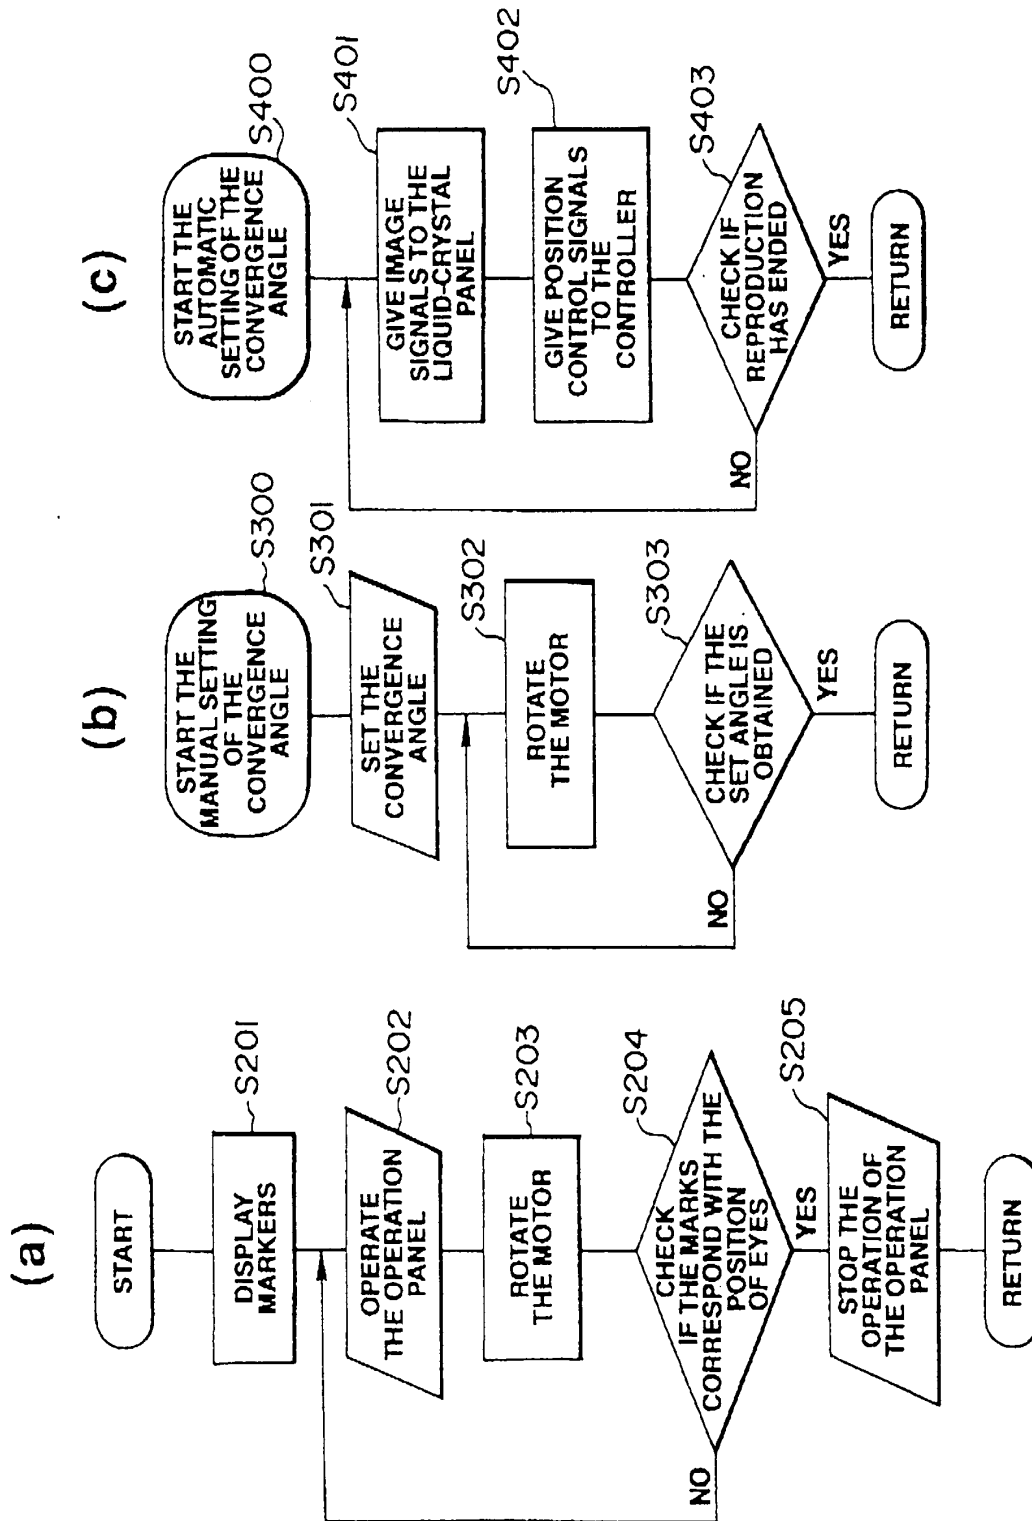 (a)
START
DISPLAY
MARKERS
S201
OPERATE
THE OPERATION
PANEL
S202
ROTATE
THE MOTOR
S203
CHECK
IF THE MARKS
CORRESPOND WITH THE
POSITION
OF EYES
S204
NO
YES
STOP THE
OPERATION OF
THE OPERATION
PANEL
S205
RETURN
(b)
START THE
MANUAL SETTING
OF THE
CONVERGENCE
ANGLE
S300
SET THE
CONVERGENCE
ANGLE
S301
ROTATE
THE MOTOR
S302
CHECK IF THE
SET ANGLE IS
OBTAINED
S303
NO
YES
RETURN
(c)
START THE
AUTOMATIC
SETTING OF THE
CONVERGENCE
ANGLE
S400
GIVE IMAGE
SIGNALS TO THE
LIQUID-CRYSTAL
PANEL
S401
GIVE POSITION
CONTROL SIGNALS
TO THE
CONTROLLER
S402
CHECK IF
REPRODUCTION
HAS ENDED
S403
NO
YES
RETURN